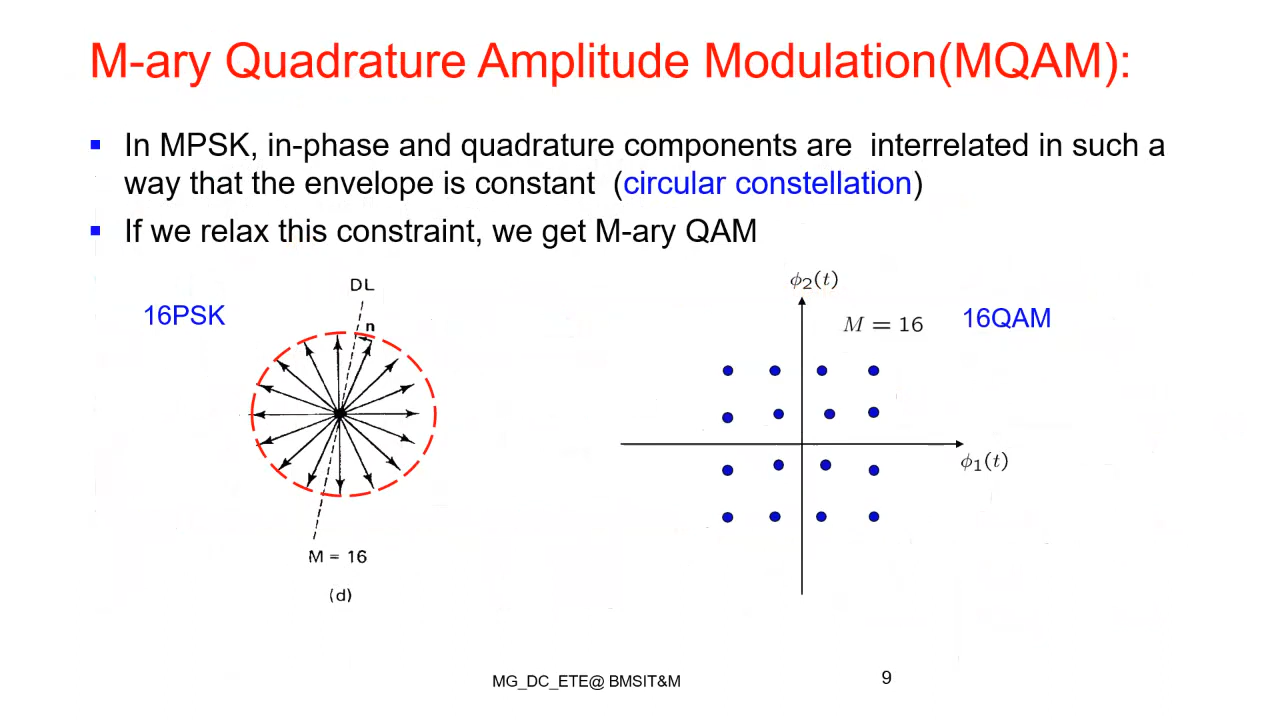 M-ary Quadrature Amplitude Modulation(MQAM):
In MPSK, in-phase and quadrature components are interrelated in such a
way that the envelope is constant (circular constellation)
If we relax this constraint, we get M-ary QAM
16PSK
DL
n
M = 16
(d)
ϕ2(t)
M = 16
16QAM
ϕ1(t)
MG_DC_ETE@ BMSIT&M
9